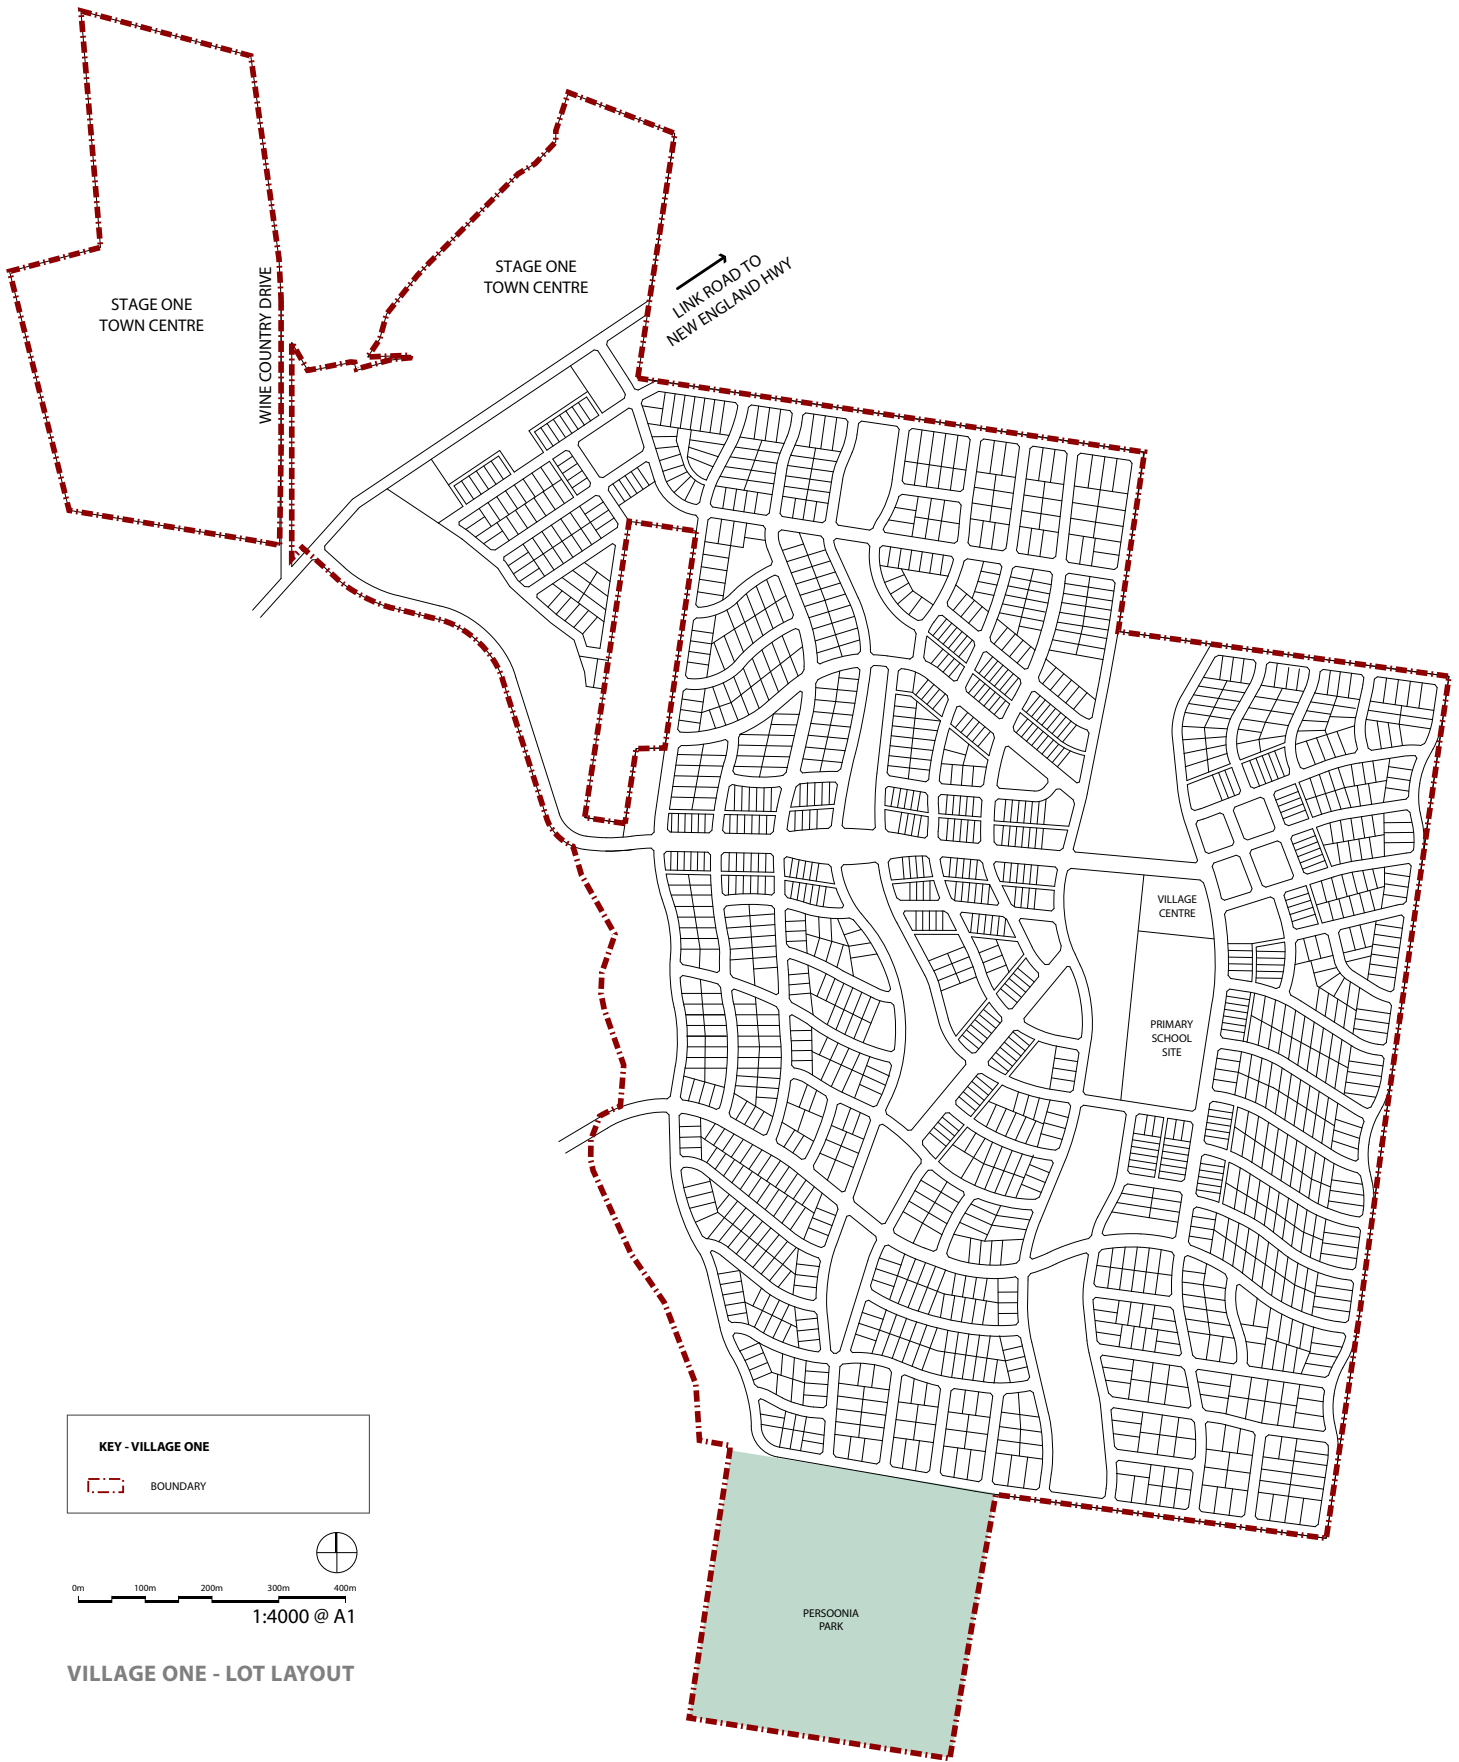 STAGE ONE
TOWN CENTRE
WINE COUNTRY DRIVE
STAGE ONE
TOWN CENTRE
LINK ROAD TO
NEW ENGLAND HWY
VILLAGE
CENTRE
PRIMARY
SCHOOL
SITE
KEY - VILLAGE ONE
BOUNDARY
0m 100m 200m 300m 400m
1:4000 @ A1
VILLAGE ONE - LOT LAYOUT
PERSOONIA
PARK